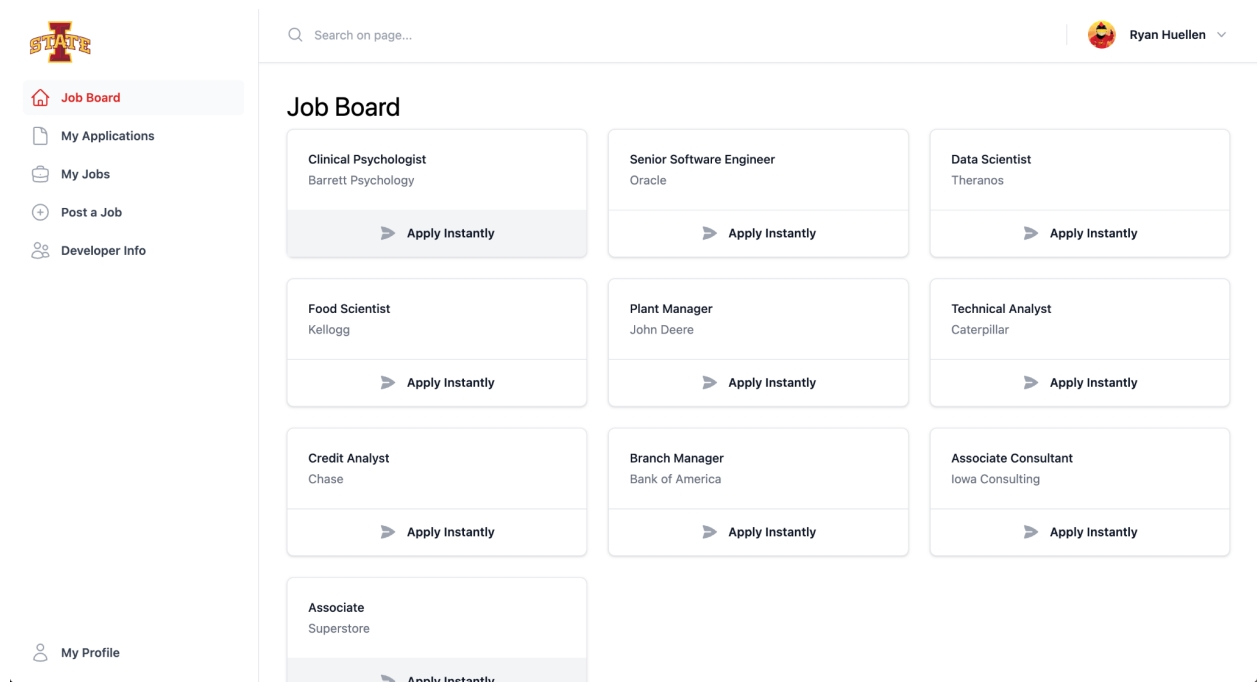 STATE
Search on page...
Ryan Huellen
Job Board
My Applications
My Jobs
Post a Job
Developer Info
My Profile
Job Board
Clinical Psychologist
Barrett Psychology
Apply Instantly
Senior Software Engineer
Oracle
Apply Instantly
Data Scientist
Theranos
Apply Instantly
Food Scientist
Kellogg
Apply Instantly
Plant Manager
John Deere
Apply Instantly
Technical Analyst
Caterpillar
Apply Instantly
Credit Analyst
Chase
Apply Instantly
Branch Manager
Bank of America
Apply Instantly
Associate Consultant
Iowa Consulting
Apply Instantly
Associate
Superstore
Apply Instantly